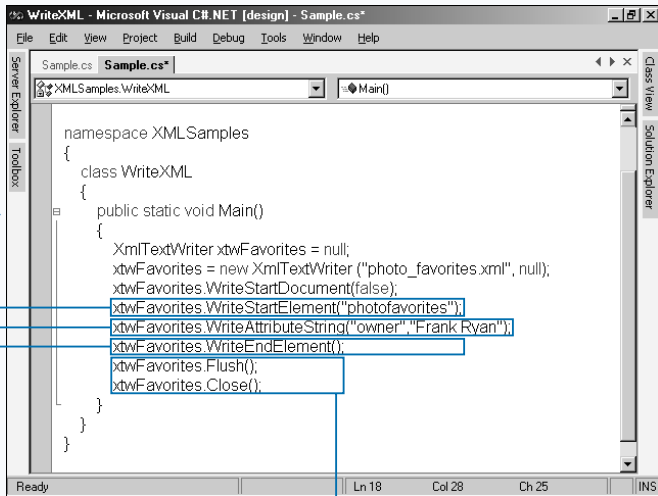 WriteXML - Microsoft Visual C#.NET [design] - Sample.cs*
File Edit View Project Build Debug Tools Window Help
Sample.cs Sample.cs*
XMLSamples.WriteXML Main()
Server Explorer
Toolbox
Class View
Solution Explorer
namespace XMLSamples
{
class WriteXML
{
public static void Main()
{
XmlTextWriter xtwFavorites = null;
xtwFavorites = new XmlTextWriter ("photo_favorites.xml", null);
xtwFavorites.WriteStartDocument(false);
xtwFavorites.WriteStartElement("photofavorites");
xtwFavorites.WriteAttributeString("owner","Frank Ryan");
xtwFavorites.WriteEndElement();
xtwFavorites.Flush();
xtwFavorites.Close();
}
}
}
Ready Ln 18 Col 28 Ch 25 INS